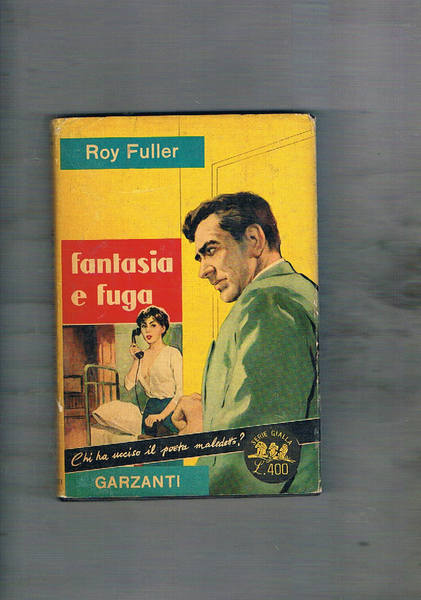 Roy Fuller
fantasia
e fuga
Chi ha ucciso il poeta maledetto?
SERIE GIALLA
L. 400
GARZANTI